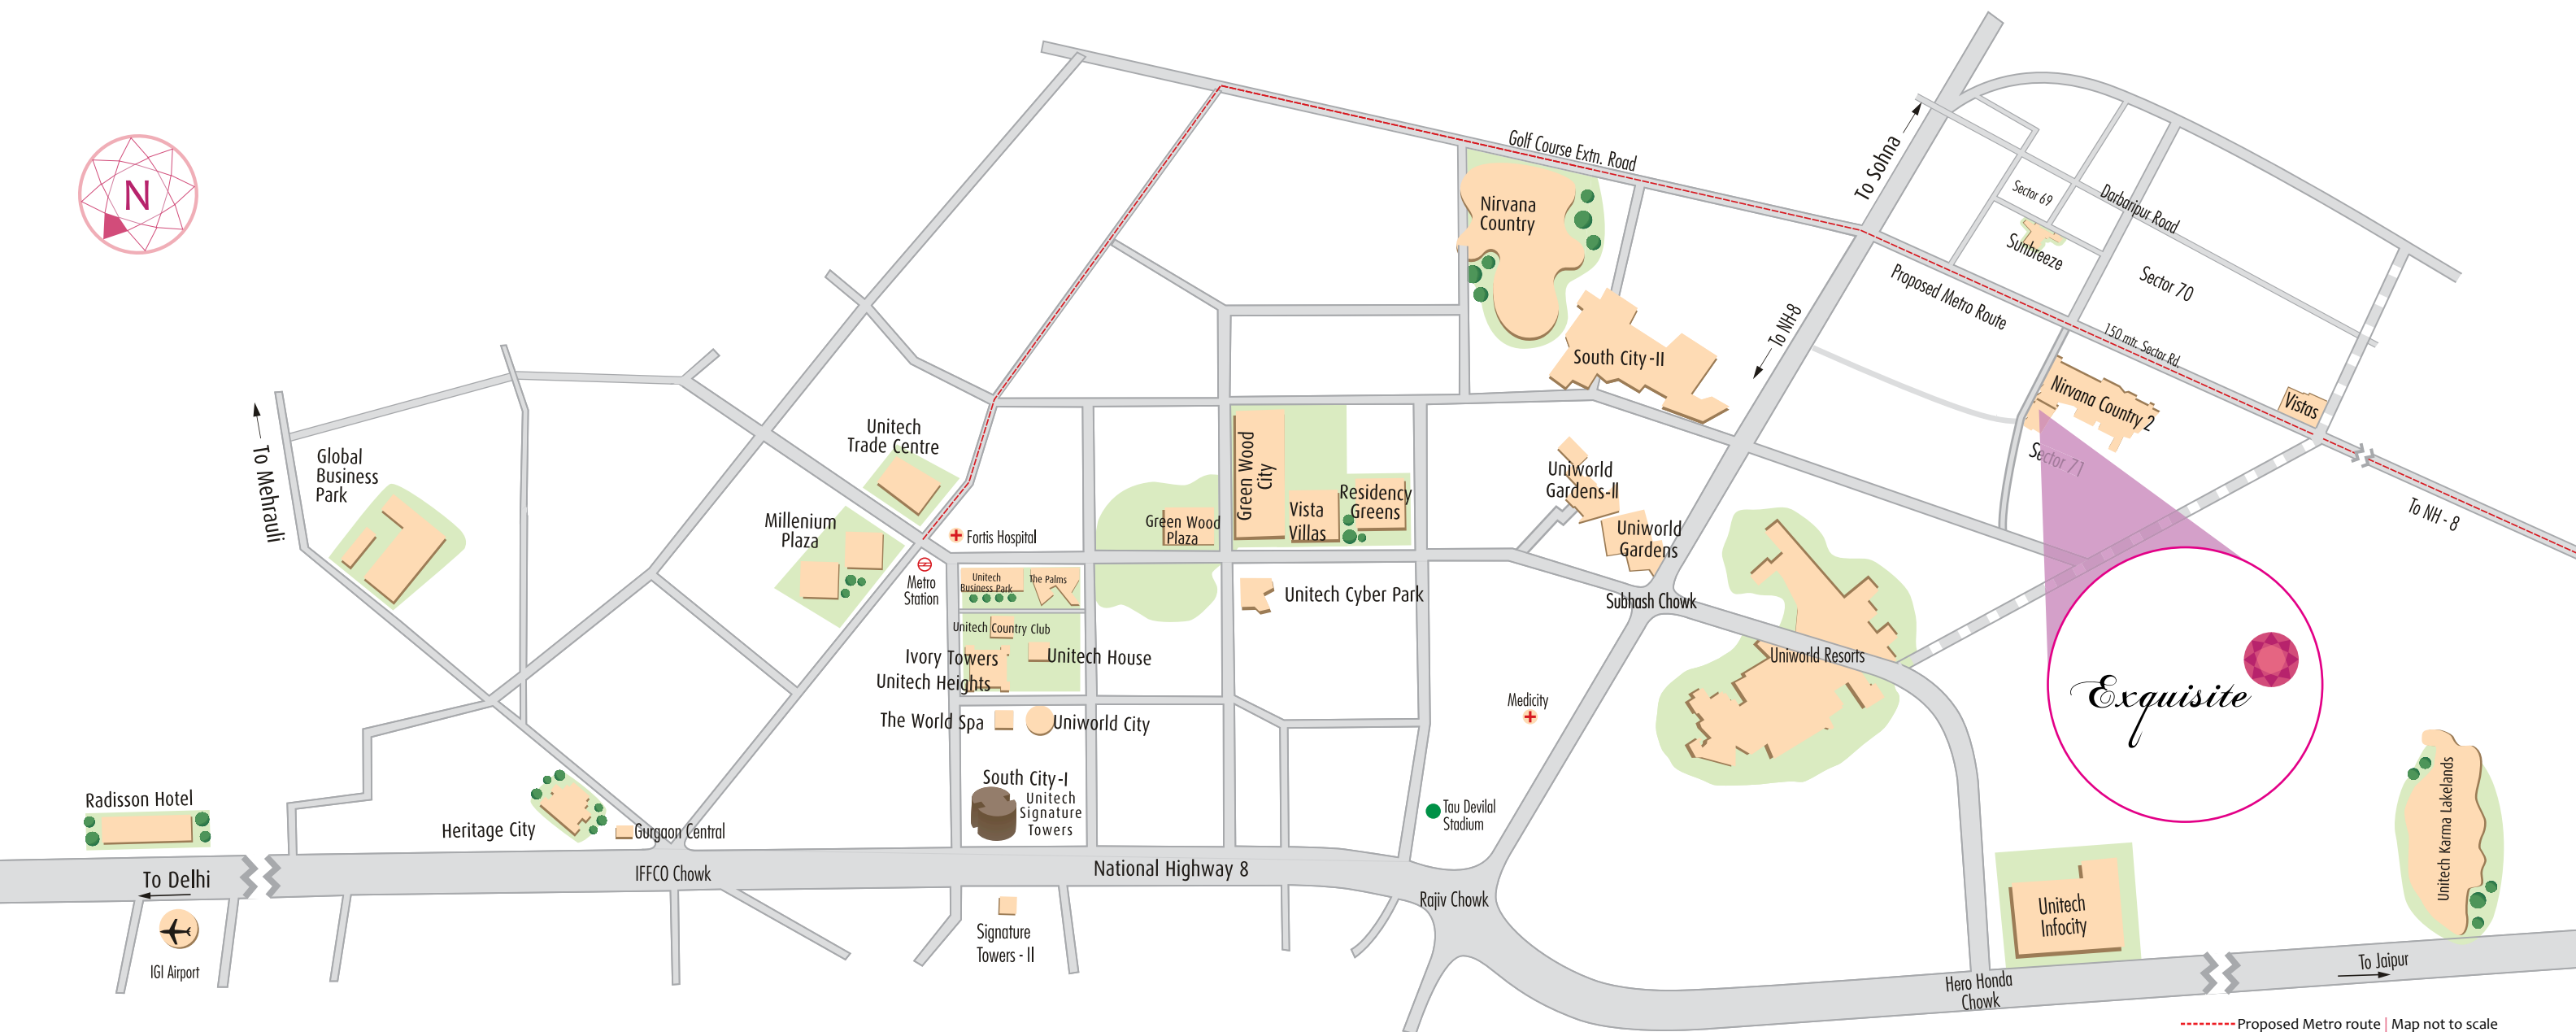 N
Golf Course Extn. Road
To Sohna
Sector 69
Darbaripur Road
Sunbreeze
Sector 70
Nirvana
Country
Proposed Metro Route
To NH-8
150 mtr. Sector Rd.
South City-II
Nirvana Country 2
Vistas
Sector 71
To NH - 8
To Mehrauli
Global
Business
Park
Unitech
Trade Centre
Millenium
Plaza
Fortis Hospital
Metro
Station
Green Wood
Plaza
Green Wood
City
Vista
Villas
Residency
Greens
Uniworld
Gardens-II
Uniworld
Gardens
Unitech
Business Park
The Palms
Unitech Cyber Park
Subhash Chowk
Unitech Country Club
Ivory Towers
Unitech House
Unitech Heights
Uniworld Resorts
The World Spa
Uniworld City
Medicity
Exquisite
South City-I
Unitech
Signature
Towers
Tau Devilal
Stadium
Radisson Hotel
Heritage City
Gurgaon Central
Unitech Karma Lakelands
To Delhi
IFFCO Chowk
National Highway 8
Rajiv Chowk
Unitech
Infocity
IGI Airport
Signature
Towers - II
Hero Honda
Chowk
To Jaipur
Proposed Metro route | Map not to scale